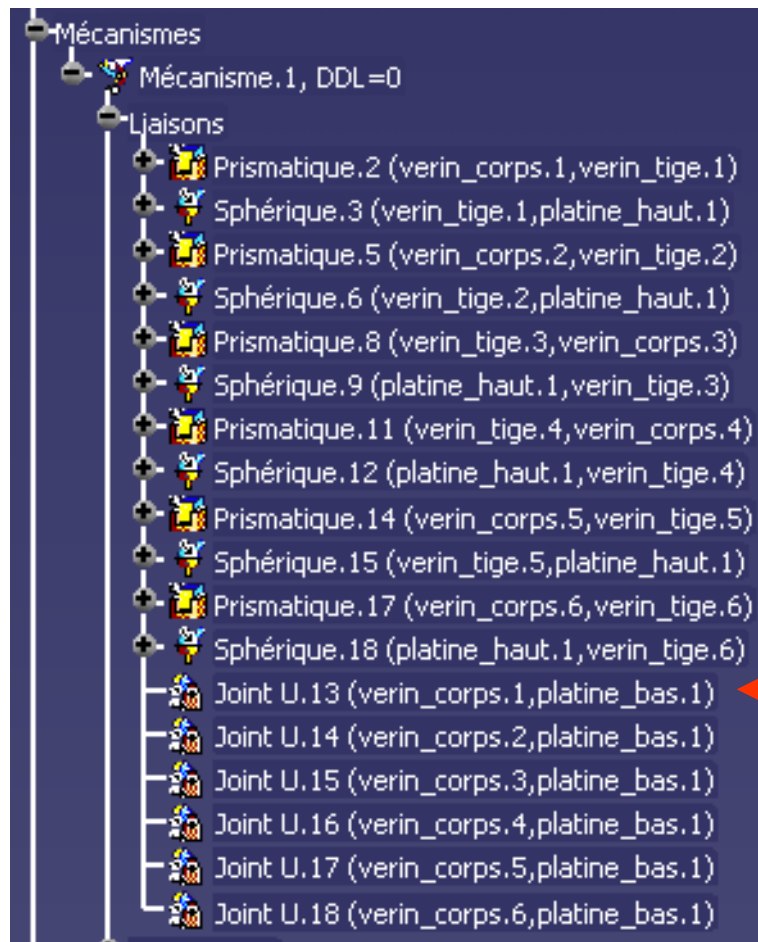 Mécanismes
Mécanisme.1, DDL=0
Liaisons
Prismatique.2 (verin_corps.1,verin_tige.1)
Sphérique.3 (verin_tige.1,platine_haut.1)
Prismatique.5 (verin_corps.2,verin_tige.2)
Sphérique.6 (verin_tige.2,platine_haut.1)
Prismatique.8 (verin_tige.3,verin_corps.3)
Sphérique.9 (platine_haut.1,verin_tige.3)
Prismatique.11 (verin_tige.4,verin_corps.4)
Sphérique.12 (platine_haut.1,verin_tige.4)
Prismatique.14 (verin_corps.5,verin_tige.5)
Sphérique.15 (verin_tige.5,platine_haut.1)
Prismatique.17 (verin_corps.6,verin_tige.6)
Sphérique.18 (platine_haut.1,verin_tige.6)
Joint U.13 (verin_corps.1,platine_bas.1)
Joint U.14 (verin_corps.2,platine_bas.1)
Joint U.15 (verin_corps.3,platine_bas.1)
Joint U.16 (verin_corps.4,platine_bas.1)
Joint U.17 (verin_corps.5,platine_bas.1)
Joint U.18 (verin_corps.6,platine_bas.1)